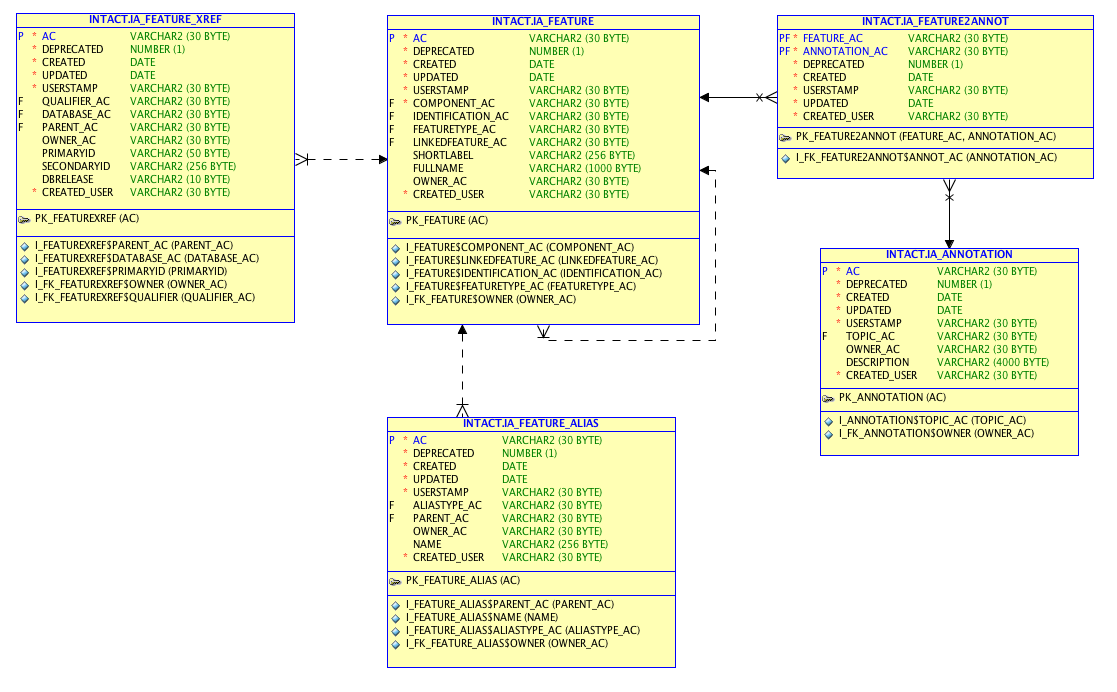 INTACT.IA_FEATURE_XREF
P * AC VARCHAR2 (30 BYTE)
* DEPRECATED NUMBER (1)
* CREATED DATE
* UPDATED DATE
* USERSTAMP VARCHAR2 (30 BYTE)
F QUALIFIER_AC VARCHAR2 (30 BYTE)
F DATABASE_AC VARCHAR2 (30 BYTE)
F PARENT_AC VARCHAR2 (30 BYTE)
OWNER_AC VARCHAR2 (30 BYTE)
PRIMARYID VARCHAR2 (50 BYTE)
SECONDARYID VARCHAR2 (256 BYTE)
DBRELEASE VARCHAR2 (10 BYTE)
* CREATED_USER VARCHAR2 (30 BYTE)
PK_FEATUREXREF (AC)
I_FEATUREXREF$PARENT_AC (PARENT_AC)
I_FEATUREXREF$DATABASE_AC (DATABASE_AC)
I_FEATUREXREF$PRIMARYID (PRIMARYID)
I_FK_FEATUREXREF$OWNER (OWNER_AC)
I_FK_FEATUREXREF$QUALIFIER (QUALIFIER_AC)
INTACT.IA_FEATURE
P * AC VARCHAR2 (30 BYTE)
* DEPRECATED NUMBER (1)
* CREATED DATE
* UPDATED DATE
* USERSTAMP VARCHAR2 (30 BYTE)
F * COMPONENT_AC VARCHAR2 (30 BYTE)
F IDENTIFICATION_AC VARCHAR2 (30 BYTE)
F FEATURETYPE_AC VARCHAR2 (30 BYTE)
F LINKEDFEATURE_AC VARCHAR2 (30 BYTE)
SHORTLABEL VARCHAR2 (256 BYTE)
FULLNAME VARCHAR2 (1000 BYTE)
OWNER_AC VARCHAR2 (30 BYTE)
* CREATED_USER VARCHAR2 (30 BYTE)
PK_FEATURE (AC)
I_FEATURE$COMPONENT_AC (COMPONENT_AC)
I_FEATURE$LINKEDFEATURE_AC (LINKEDFEATURE_AC)
I_FEATURE$IDENTIFICATION_AC (IDENTIFICATION_AC)
I_FEATURE$FEATURETYPE_AC (FEATURETYPE_AC)
I_FK_FEATURE$OWNER (OWNER_AC)
INTACT.IA_FEATURE2ANNOT
PF * FEATURE_AC VARCHAR2 (30 BYTE)
PF * ANNOTATION_AC VARCHAR2 (30 BYTE)
* DEPRECATED NUMBER (1)
* CREATED DATE
* USERSTAMP VARCHAR2 (30 BYTE)
* UPDATED DATE
* CREATED_USER VARCHAR2 (30 BYTE)
PK_FEATURE2ANNOT (FEATURE_AC, ANNOTATION_AC)
I_FK_FEATURE2ANNOT$ANNOT_AC (ANNOTATION_AC)
INTACT.IA_ANNOTATION
P * AC VARCHAR2 (30 BYTE)
* DEPRECATED NUMBER (1)
* CREATED DATE
* UPDATED DATE
* USERSTAMP VARCHAR2 (30 BYTE)
F TOPIC_AC VARCHAR2 (30 BYTE)
OWNER_AC VARCHAR2 (30 BYTE)
DESCRIPTION VARCHAR2 (4000 BYTE)
* CREATED_USER VARCHAR2 (30 BYTE)
PK_ANNOTATION (AC)
I_ANNOTATION$TOPIC_AC (TOPIC_AC)
I_FK_ANNOTATION$OWNER (OWNER_AC)
INTACT.IA_FEATURE_ALIAS
P * AC VARCHAR2 (30 BYTE)
* DEPRECATED NUMBER (1)
* CREATED DATE
* UPDATED DATE
* USERSTAMP VARCHAR2 (30 BYTE)
F ALIASTYPE_AC VARCHAR2 (30 BYTE)
F PARENT_AC VARCHAR2 (30 BYTE)
OWNER_AC VARCHAR2 (30 BYTE)
NAME VARCHAR2 (256 BYTE)
* CREATED_USER VARCHAR2 (30 BYTE)
PK_FEATURE_ALIAS (AC)
I_FEATURE_ALIAS$PARENT_AC (PARENT_AC)
I_FEATURE_ALIAS$NAME (NAME)
I_FEATURE_ALIAS$ALIASTYPE_AC (ALIASTYPE_AC)
I_FK_FEATURE_ALIAS$OWNER (OWNER_AC)